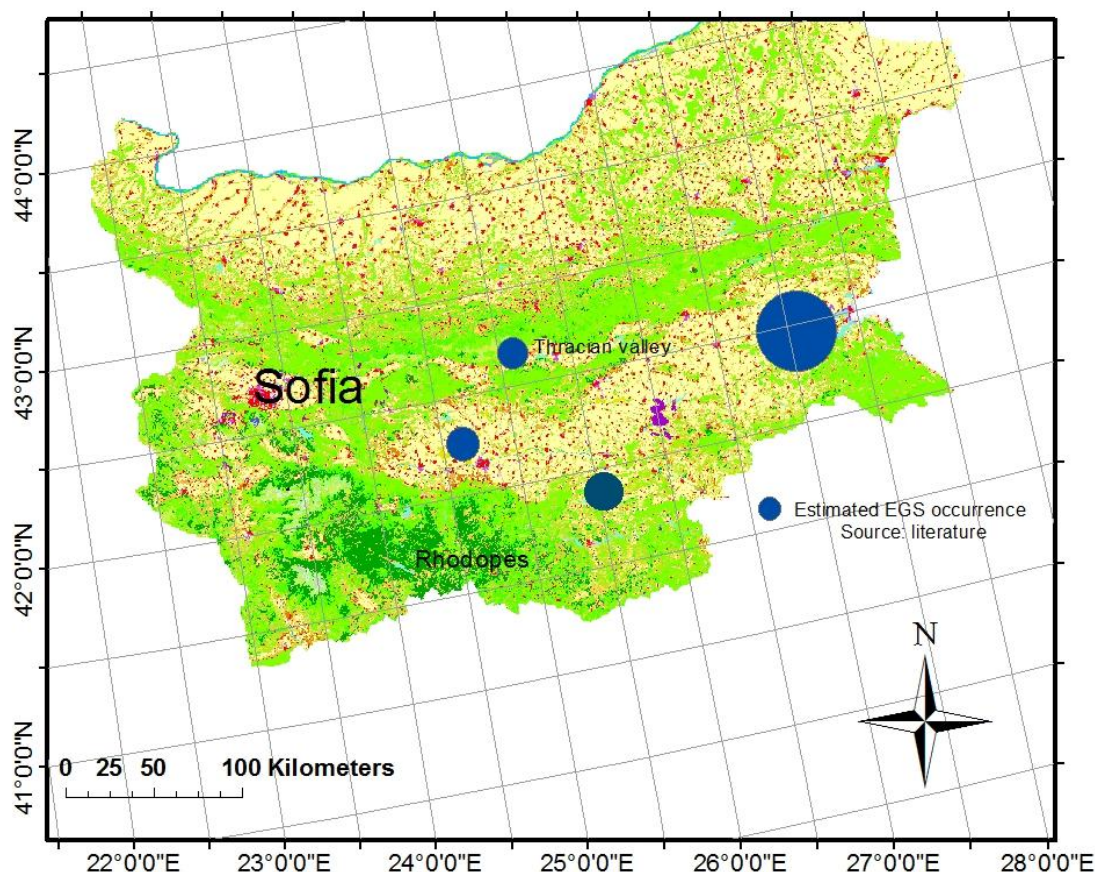 44°0'0"N
43°0'0"N
42°0'0"N
41°0'0"N
Thracian valley
Sofia
Rhodopes
Estimated EGS occurrence
Source: literature
N
0 25 50 100 Kilometers
22°0'0"E 23°0'0"E 24°0'0"E 25°0'0"E 26°0'0"E 27°0'0"E 28°0'0"E